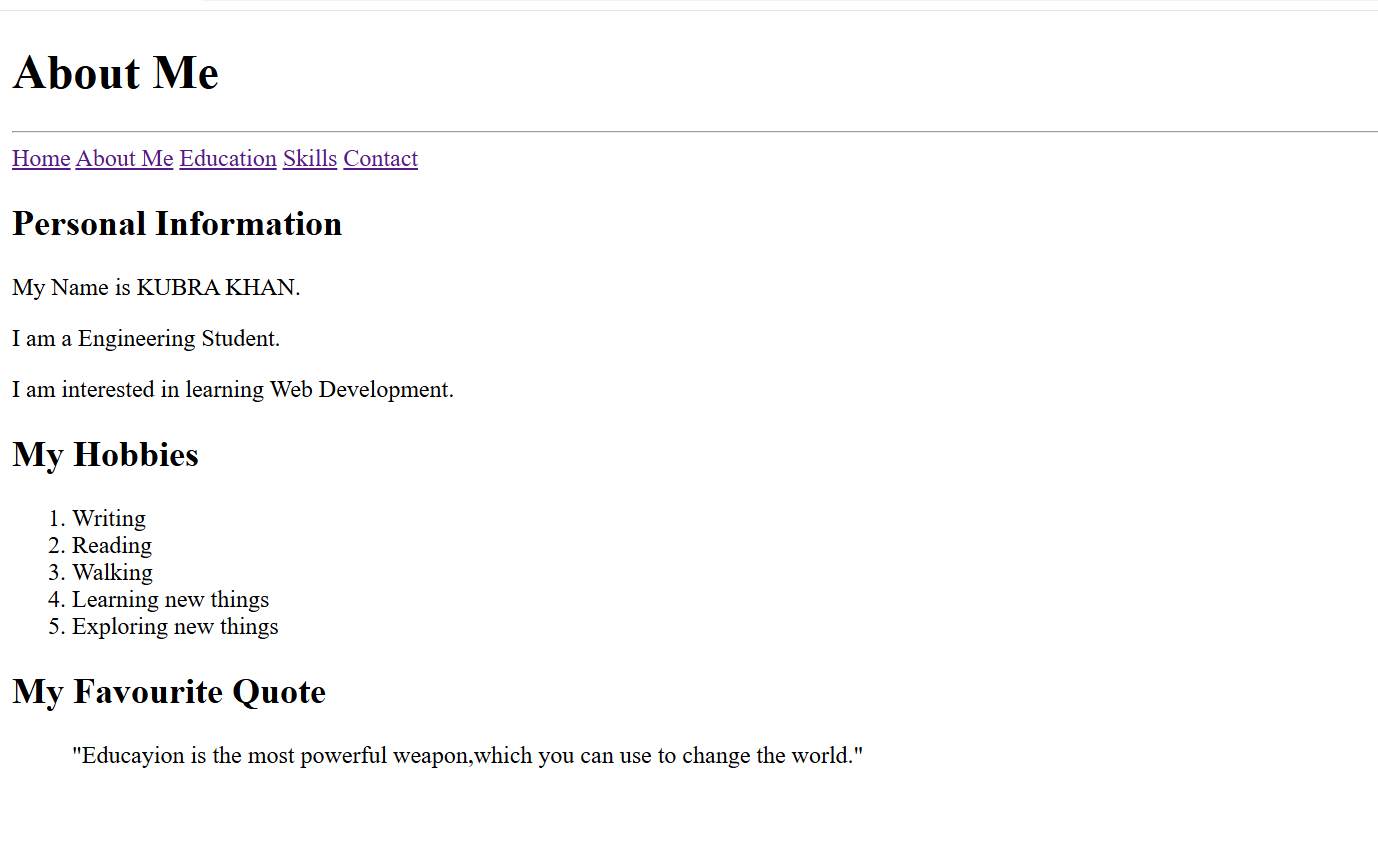 About Me
Home About Me Education Skills Contact
Personal Information
My Name is KUBRA KHAN.
I am a Engineering Student.
I am interested in learning Web Development.
My Hobbies
1. Writing
2. Reading
3. Walking
4. Learning new things
5. Exploring new things
My Favourite Quote
"Educayion is the most powerful weapon,which you can use to change the world."